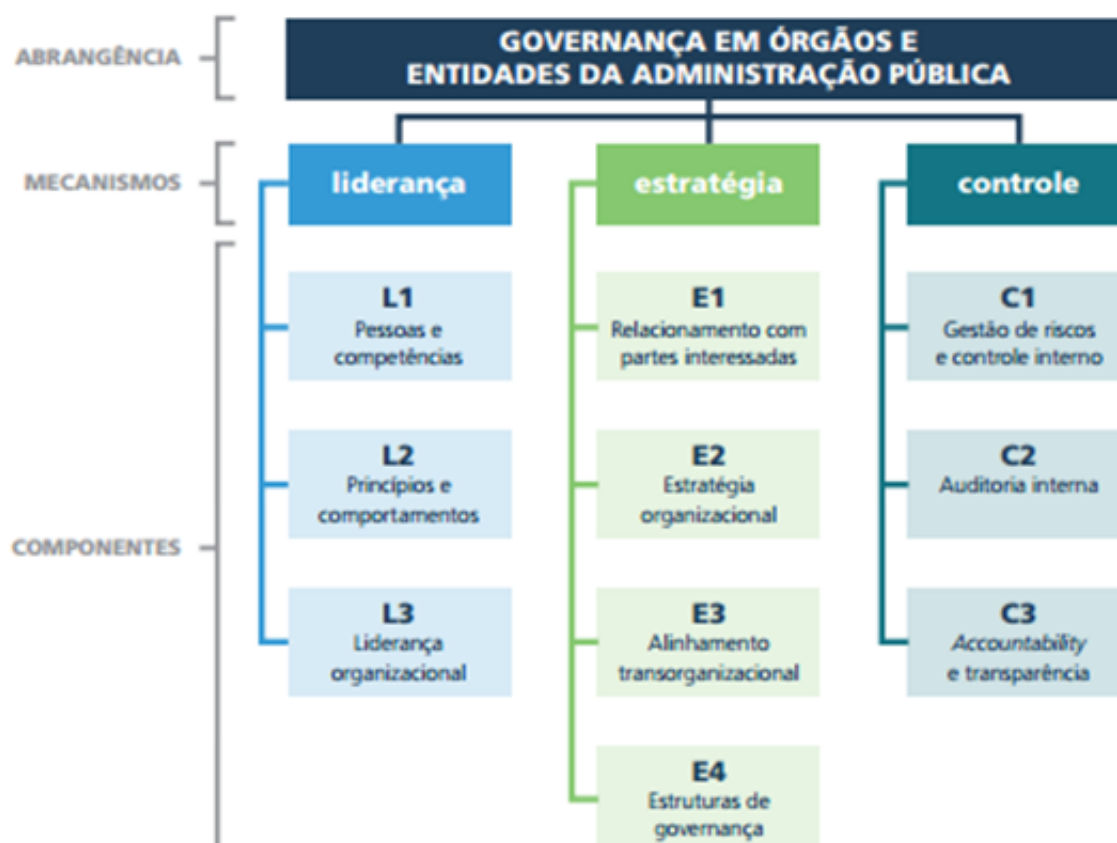 ABRANGÊNCIA
GOVERNANÇA EM ÓRGÃOS E
ENTIDADES DA ADMINISTRAÇÃO PÚBLICA
MECANISMOS
liderança
estratégia
controle
COMPONENTES
L1
Pessoas e
competências
L2
Princípios e
comportamentos
L3
Liderança
organizacional
E1
Relacionamento com
partes interessadas
E2
Estratégia
organizacional
E3
Alinhamento
transorganizacional
E4
Estruturas de
governança
C1
Gestão de riscos
e controle interno
C2
Auditoria interna
C3
Accountability
e transparência